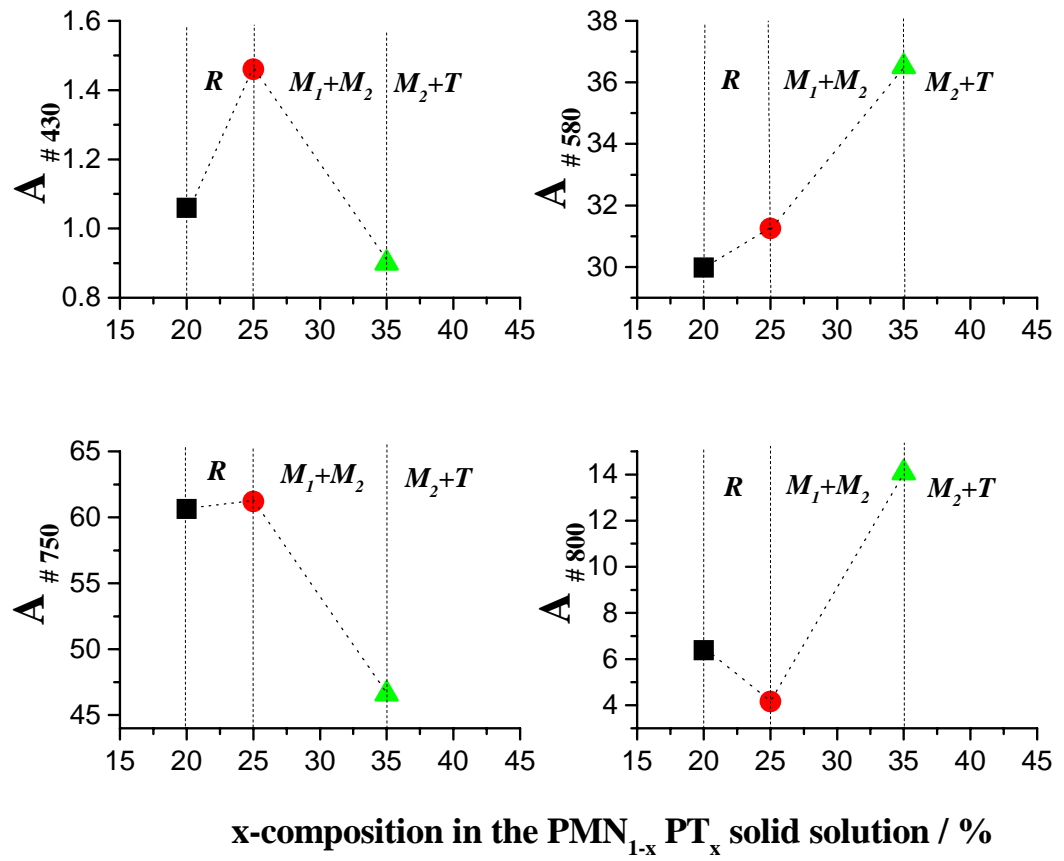 1.6
1.4
1.2
1.0
0.8
A # 430
R
M1+M2
M2+T
15 20 25 30 35 40 45
38
36
34
32
30
A # 580
R
M1+M2
M2+T
15 20 25 30 35 40 45
65
60
55
50
45
A # 750
R
M1+M2
M2+T
15 20 25 30 35 40 45
14
12
10
8
6
4
A # 800
R
M1+M2
M2+T
15 20 25 30 35 40 45
x-composition in the PMN1-x PTx solid solution / %